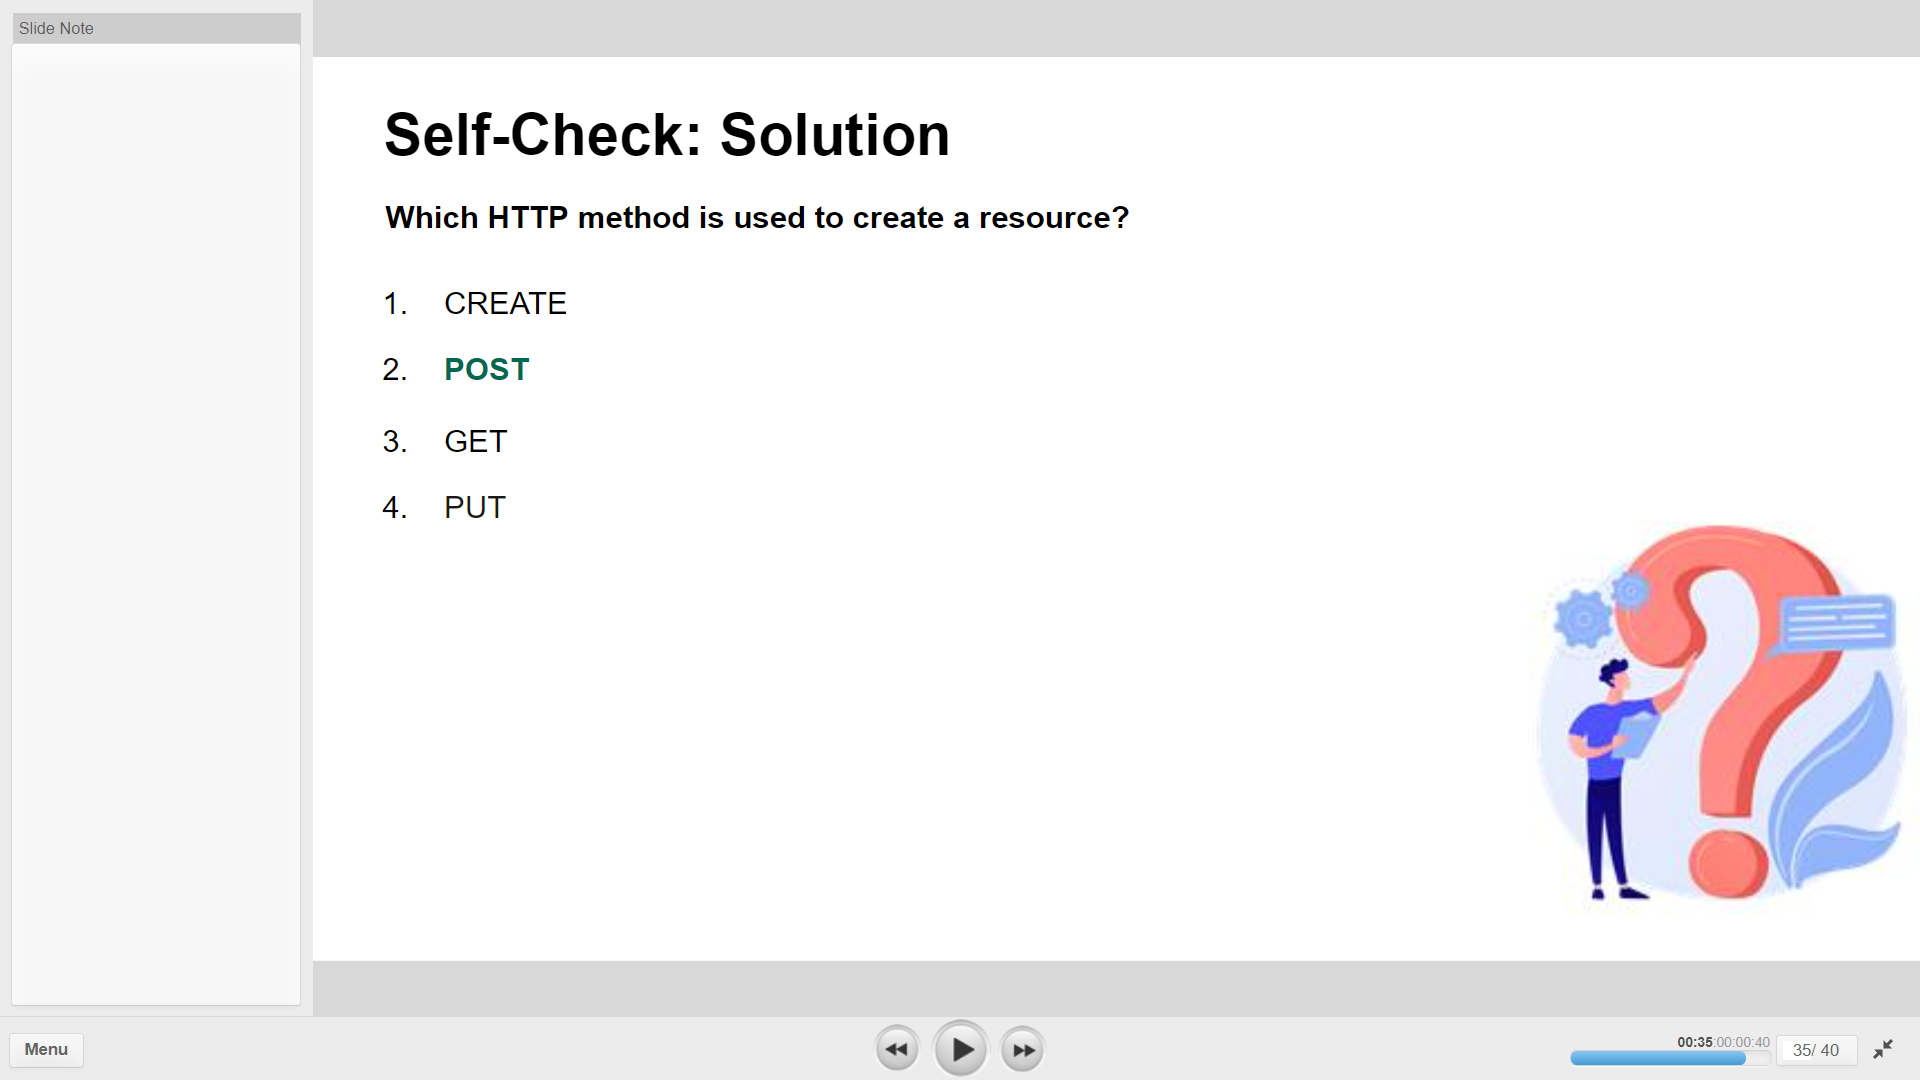 Slide Note
Self-Check: Solution
Which HTTP method is used to create a resource?
1. CREATE
2. POST
3. GET
4. PUT
Menu
00:35:00:00:40
35/ 40